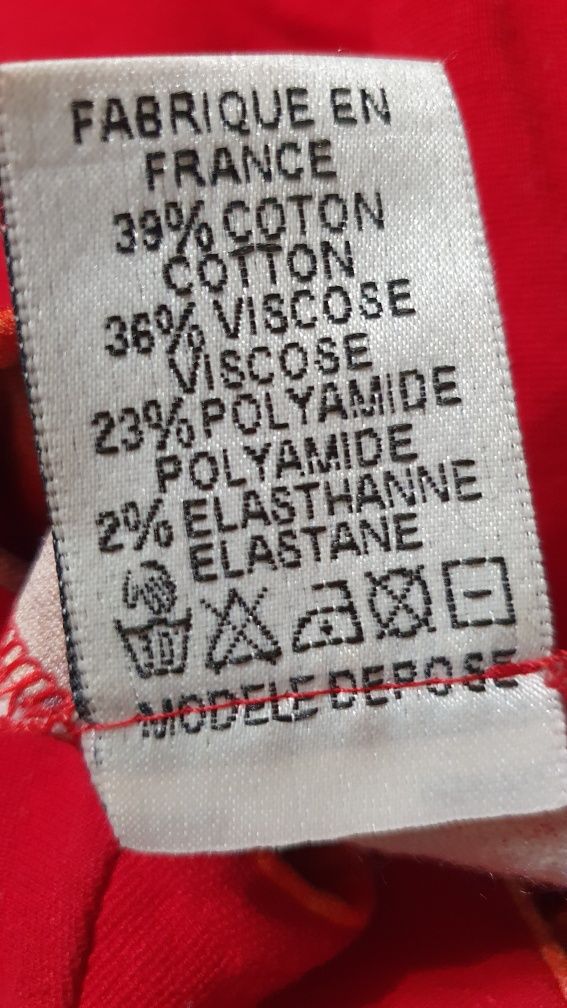 FABRIQUE EN
FRANCE
39% COTON
COTTON
36% VISCOSE
VISCOSE
23% POLYAMIDE
POLYAMIDE
2% ELASTHANNE
ELASTANE
30
MODELE DEPOSE